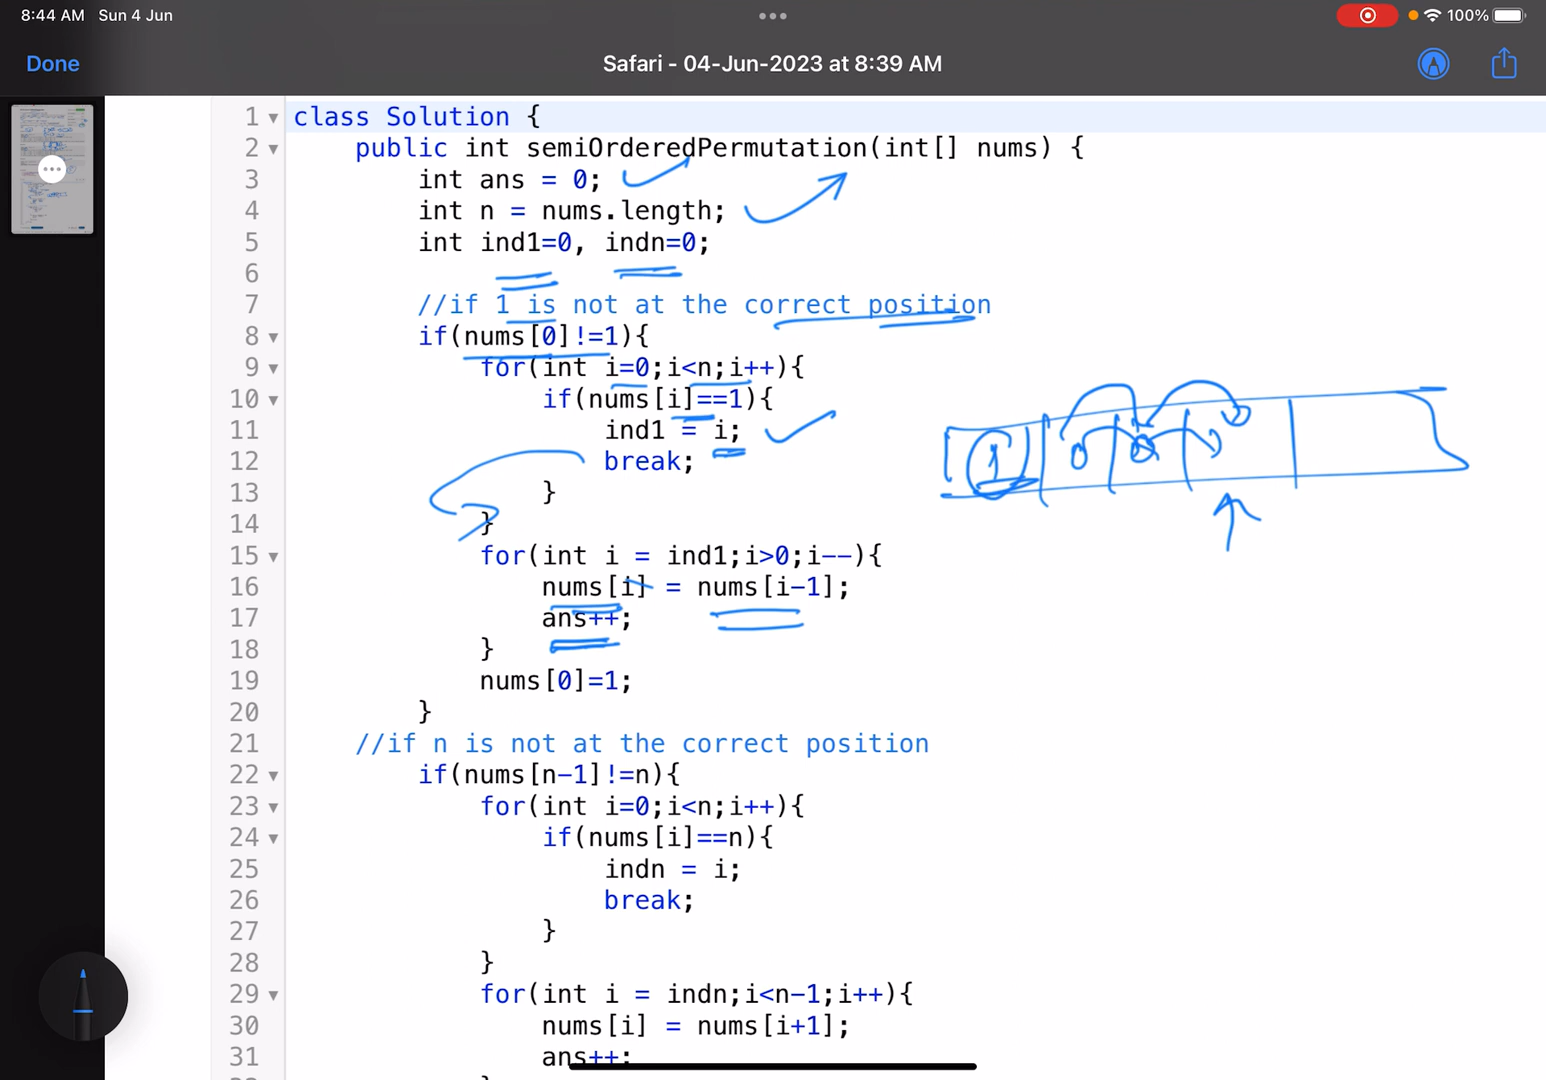 8:44 AM Sun 4 Jun
100%
Done
Safari - 04-Jun-2023 at 8:39 AM
1 class Solution {
2 public int semiOrderedPermutation(int[] nums) {
3 int ans = 0;
4 int n = nums.length;
5 int ind1=0, indn=0;
6
7 //if 1 is not at the correct position
8 if(nums[0]!=1){
9 for(int i=0;i<n;i++){
10 if(nums[i]==1){
11 ind1 = i;
12 break;
13 }
14 }
15 for(int i = ind1;i>0;i--){
16 nums[i] = nums[i-1];
17 ans++;
18 }
19 nums[0]=1;
20 }
21 //if n is not at the correct position
22 if(nums[n-1]!=n){
23 for(int i=0;i<n;i++){
24 if(nums[i]==n){
25 indn = i;
26 break;
27 }
28 }
29 for(int i = indn;i<n-1;i++){
30 nums[i] = nums[i+1];
31 ans++;